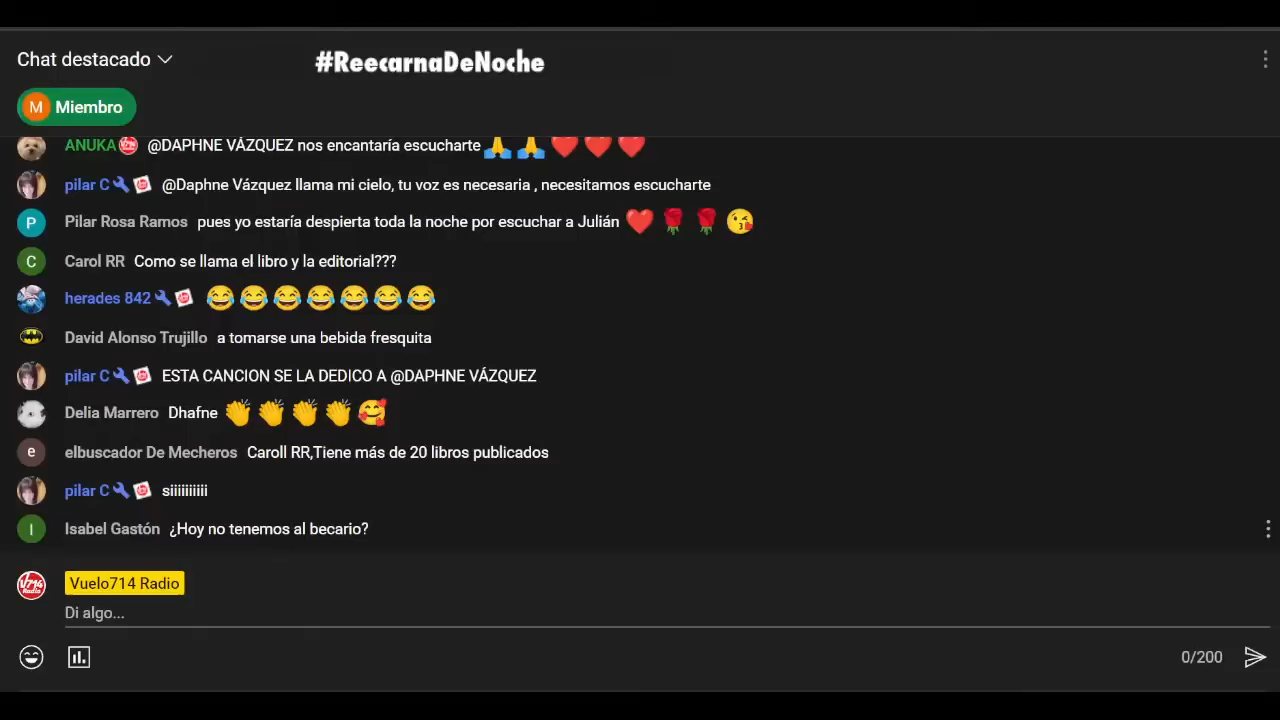 Chat destacado
#ReecarnaDeNoche
M Miembro
ANUKA @DAPHNE VÁZQUEZ nos encantaría escucharte 🙏🙏❤️❤️❤️
pilar C @Daphne Vázquez llama mi cielo, tu voz es necesaria , necesitamos escucharte
P Pilar Rosa Ramos pues yo estaría despierta toda la noche por escuchar a Julián ❤️🌹🌹😘
C Carol RR Como se llama el libro y la editorial???
herades 842 😂😂😂😂😂😂😂
David Alonso Trujillo a tomarse una bebida fresquita
pilar C ESTA CANCION SE LA DEDICO A @DAPHNE VÁZQUEZ
Delia Marrero Dhafne 👏👏👏👏🥰
e elbuscador De Mecheros Caroll RR,Tiene más de 20 libros publicados
pilar C siiiiiiiiii
I Isabel Gastón ¿Hoy no tenemos al becario?
V714 Radio Vuelo714 Radio
Di algo...
0/200